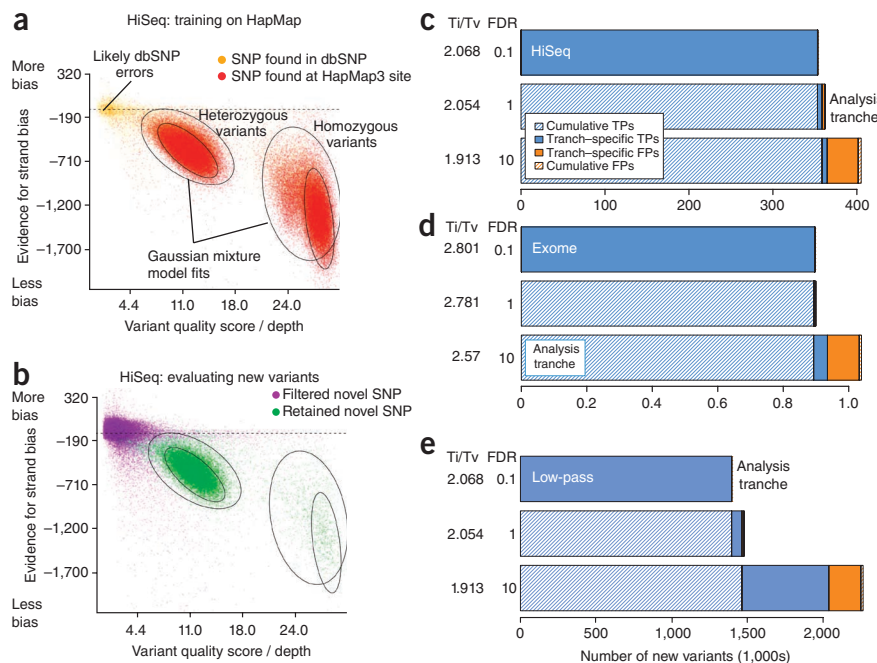 a
HiSeq: training on HapMap
Likely dbSNP
errors
SNP found in dbSNP
SNP found at HapMap3 site
More
bias
320
–190
–710
–1,200
–1,700
Less
bias
Evidence for strand bias
Heterozygous
variants
Homozygous
variants
Gaussian mixture
model fits
4.4 11.0 18.0 24.0
Variant quality score / depth
b
HiSeq: evaluating new variants
Filtered novel SNP
Retained novel SNP
More
bias
320
–190
–710
–1,200
–1,700
Less
bias
Evidence for strand bias
4.4 11.0 18.0 24.0
Variant quality score / depth
c
Ti/Tv FDR
2.068 0.1 HiSeq
2.054 1
Analysis
tranche
Cumulative TPs
Tranch–specific TPs
Tranch–specific FPs
Cumulative FPs
1.913 10
0 100 200 300 400
d
Ti/Tv FDR
2.801 0.1 Exome
2.781 1
2.57 10
Analysis
tranche
0 0.2 0.4 0.6 0.8 1.0
e
Ti/Tv FDR
2.068 0.1 Low-pass
Analysis
tranche
2.054 1
1.913 10
0 500 1,000 1,500 2,000
Number of new variants (1,000s)